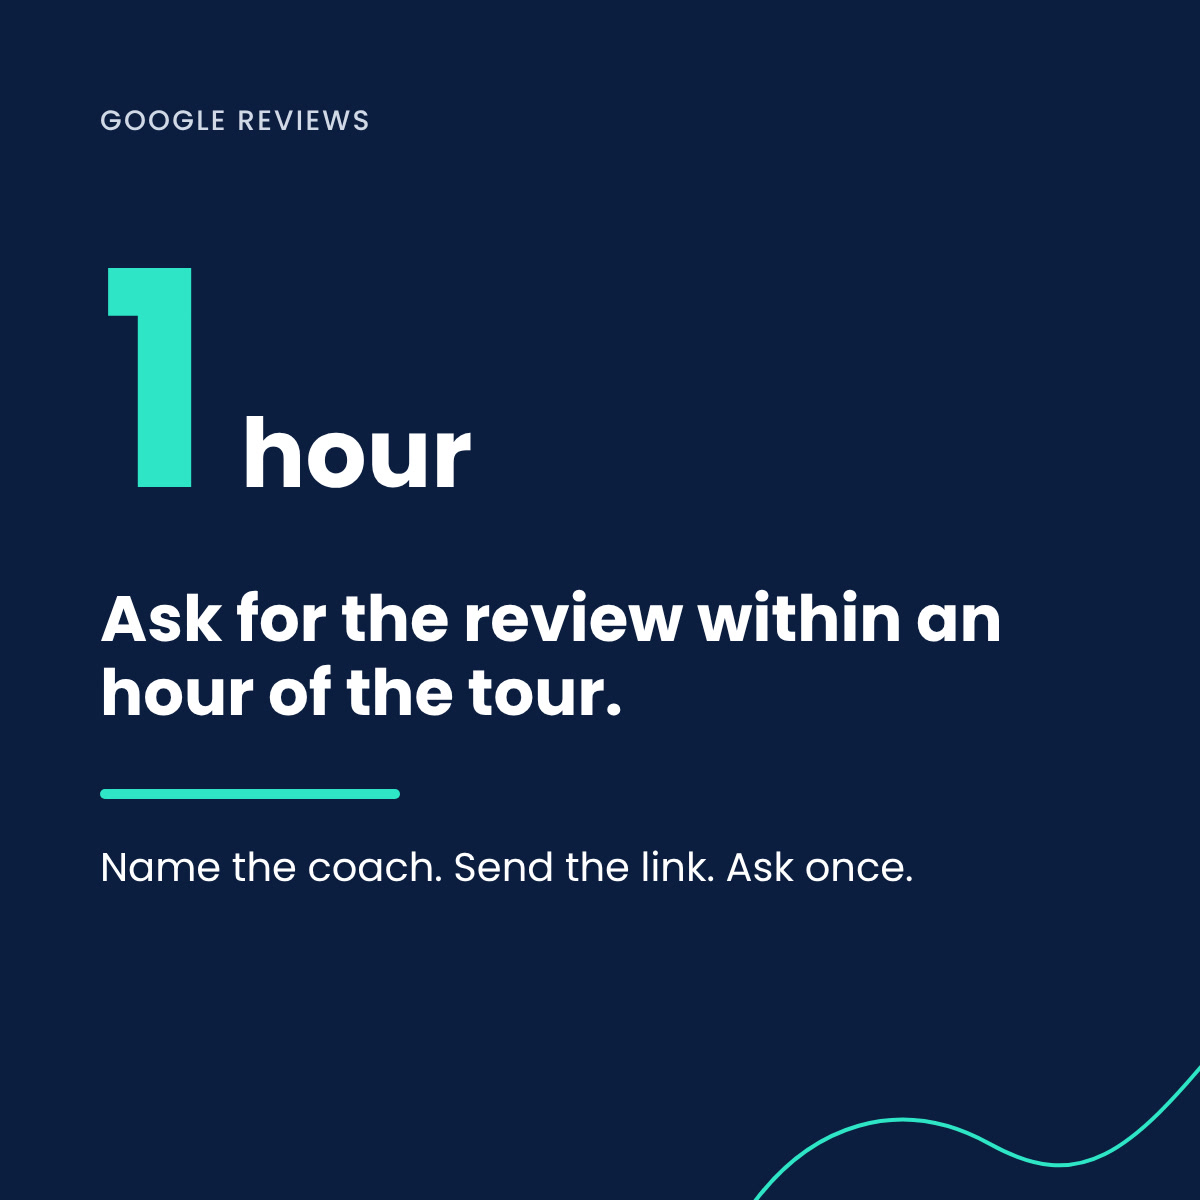 GOOGLE REVIEWS
1 hour
Ask for the review within an
hour of the tour.
Name the coach. Send the link. Ask once.